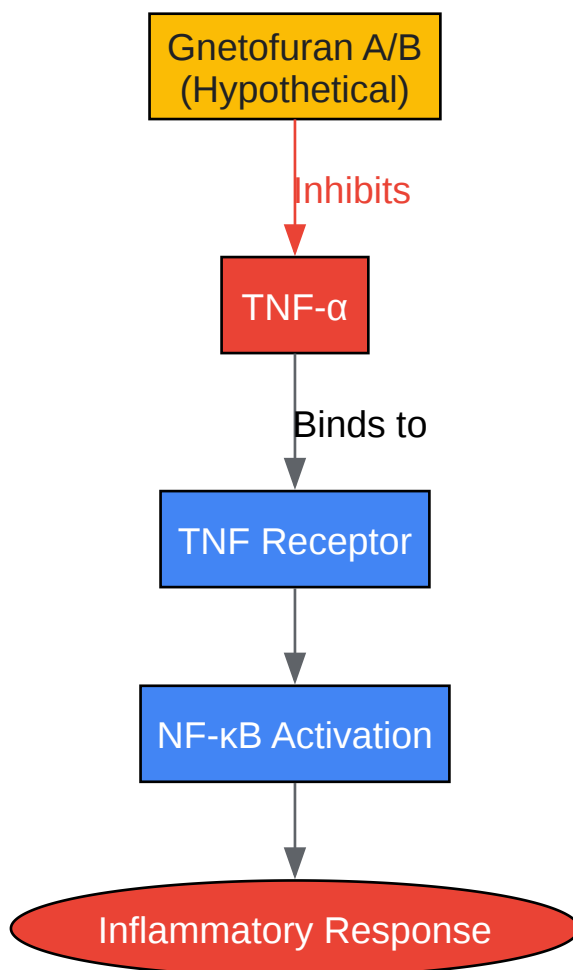 Gnetofuran A/B
(Hypothetical)
Inhibits
TNF-α
Binds to
TNF Receptor
NF-κB Activation
Inflammatory Response